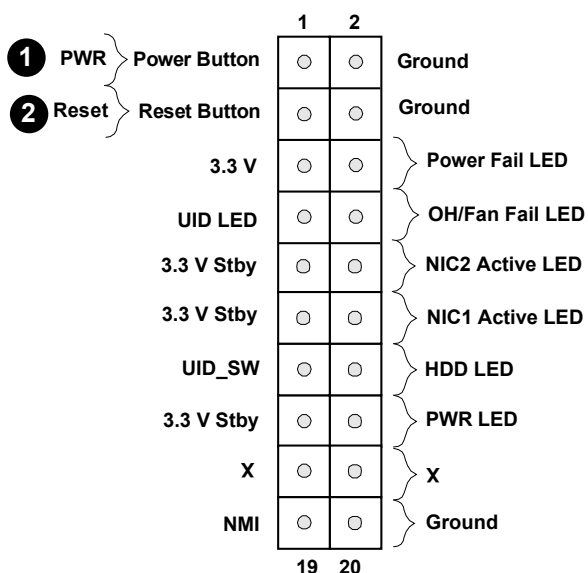 1 2
1 PWR Power Button Ground
2 Reset Reset Button Ground
3.3 V Power Fail LED
UID LED OH/Fan Fail LED
3.3 V Stby NIC2 Active LED
3.3 V Stby NIC1 Active LED
UID_SW HDD LED
3.3 V Stby PWR LED
X X
NMI Ground
19 20